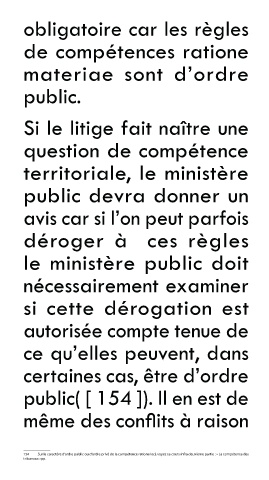 obligatoire car les règles
de compétences ratione
materiae sont d’ordre
public.
Si le litige fait naître une
question de compétence
territoriale, le ministère
public devra donner un
avis car si l’on peut parfois
déroger à ces règles
le ministère public doit
nécessairement examiner
si cette dérogation est
autorisée compte tenue de
ce qu’elles peuvent, dans
certaines cas, être d’ordre
public( [ 154 ]). Il en est de
même des conflits à raison
154